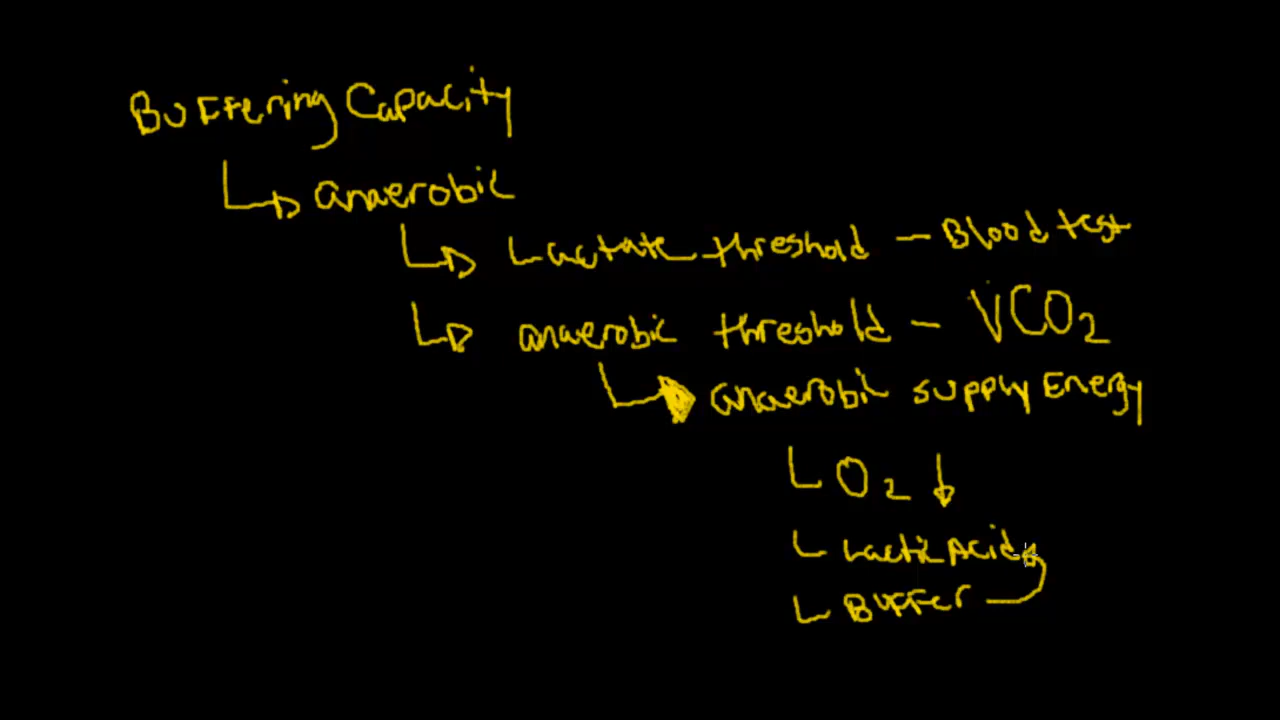 Buffering Capacity
anaerobic
Lactate threshold - Blood test
anaerobic threshold - VCO2
anaerobic supply Energy
O2 ↓
Lactic Acid
Buffer